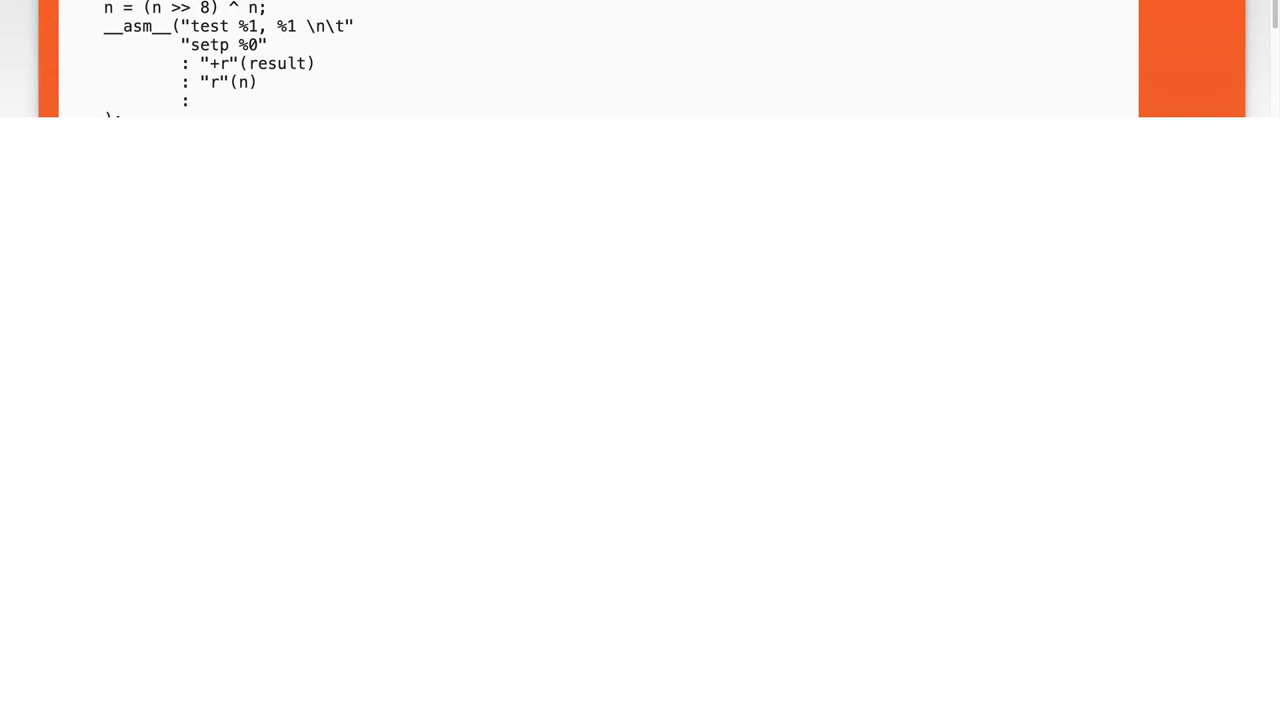 n = (n >> 8) ^ n;
__asm__("test %1, %1 \n\t"
"setp %0"
: "+r"(result)
: "r"(n)
:
);